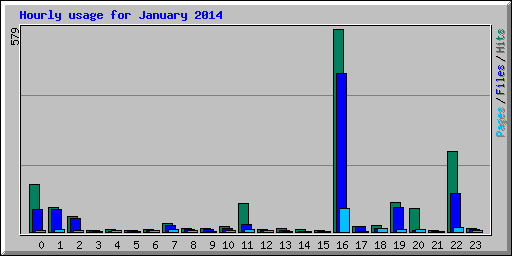 Hourly usage for January 2014
579
Pages/Files/Hits
0 1 2 3 4 5 6 7 8 9 10 11 12 13 14 15 16 17 18 19 20 21 22 23